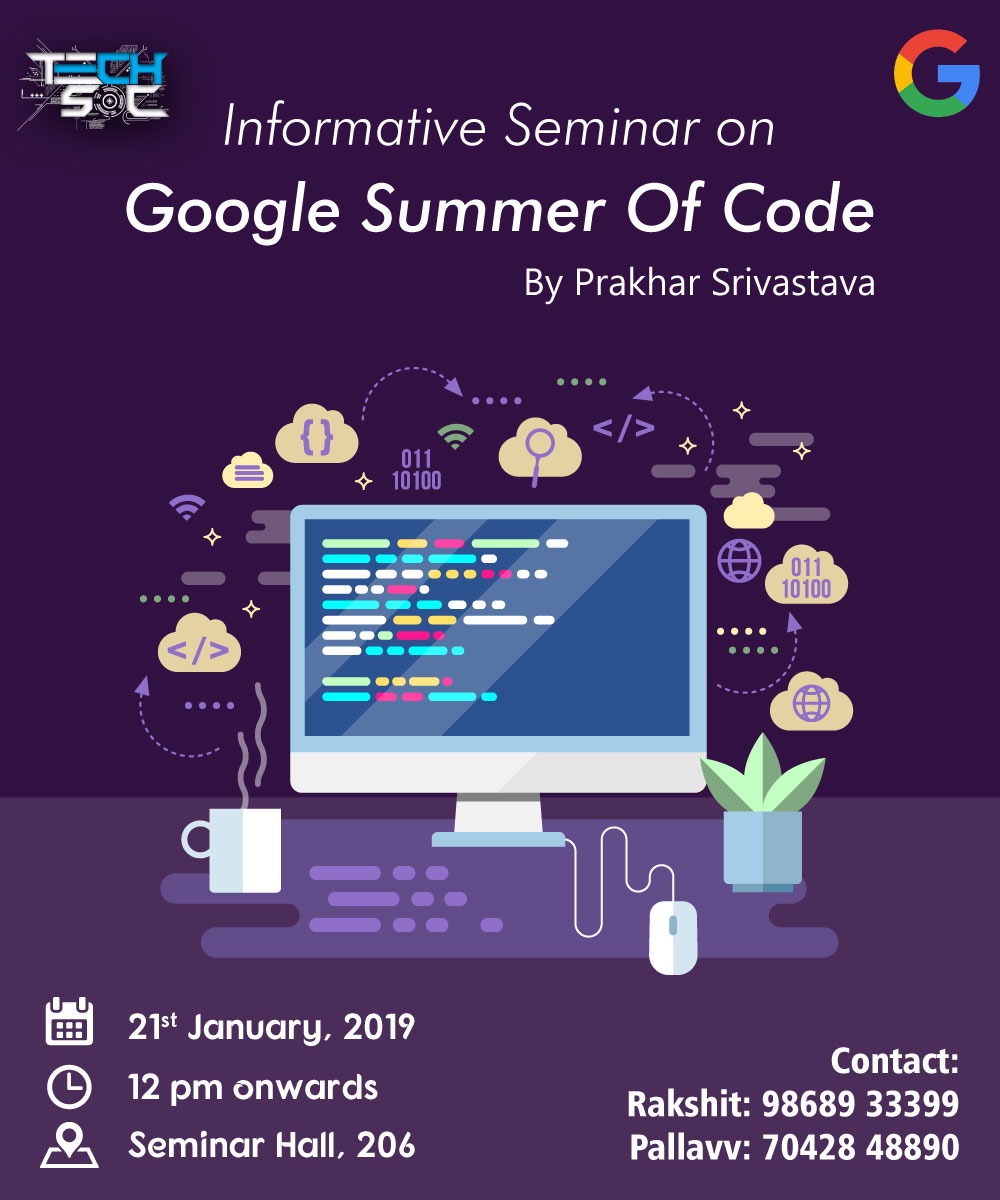 TECH
SOC
G
Informative Seminar on
Google Summer Of Code
By Prakhar Srivastava
{}
011
10100
</>
011
10100
</>
21st January, 2019
12 pm onwards
Seminar Hall, 206
Contact:
Rakshit: 98689 33399
Pallavv: 70428 48890